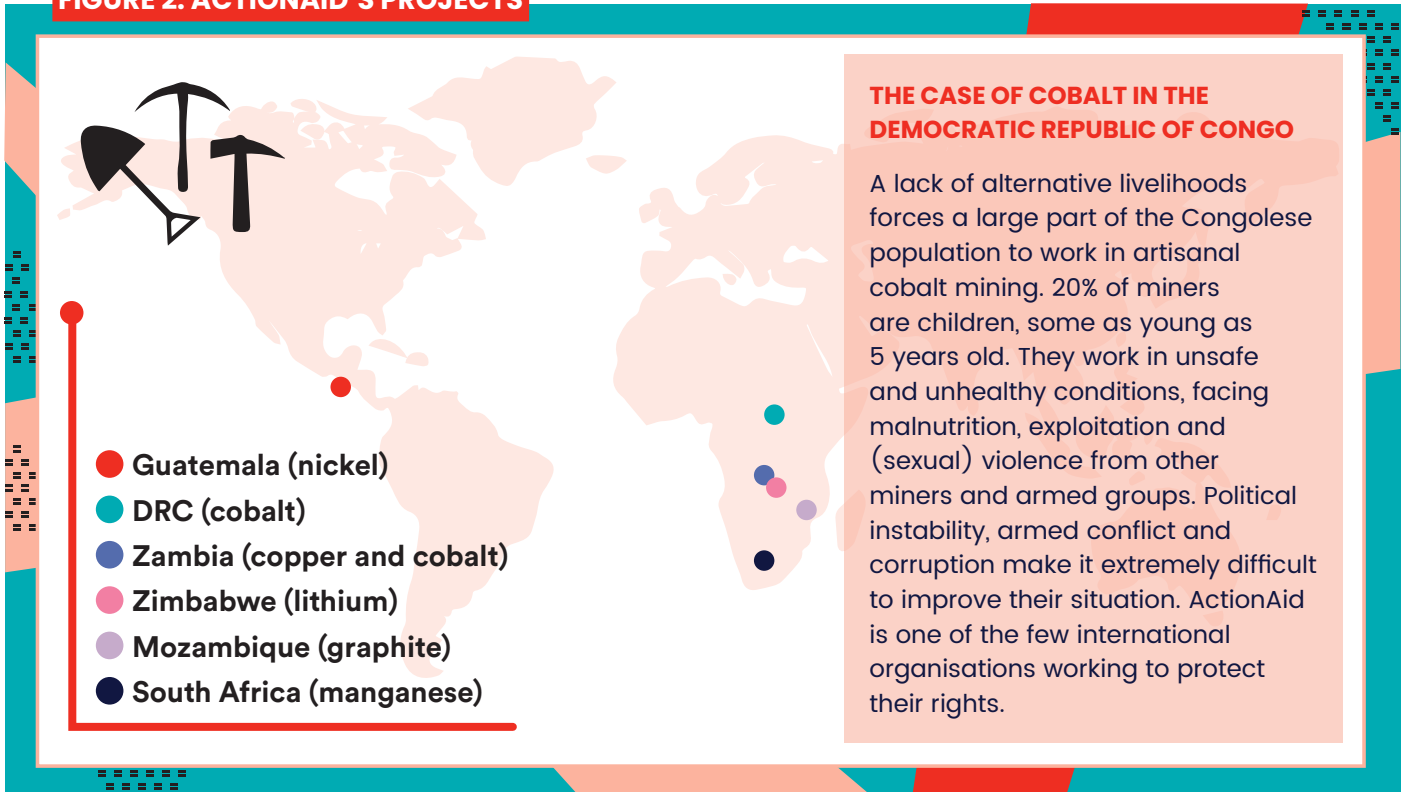 FIGURE 2. ACTIONAID'S PROJECTS
Guatemala (nickel)
DRC (cobalt)
Zambia (copper and cobalt)
Zimbabwe (lithium)
Mozambique (graphite)
South Africa (manganese)
THE CASE OF COBALT IN THE
DEMOCRATIC REPUBLIC OF CONGO
A lack of alternative livelihoods
forces a large part of the Congolese
population to work in artisanal
cobalt mining. 20% of miners
are children, some as young as
5 years old. They work in unsafe
and unhealthy conditions, facing
malnutrition, exploitation and
(sexual) violence from other
miners and armed groups. Political
instability, armed conflict and
corruption make it extremely difficult
to improve their situation. ActionAid
is one of the few international
organisations working to protect
their rights.